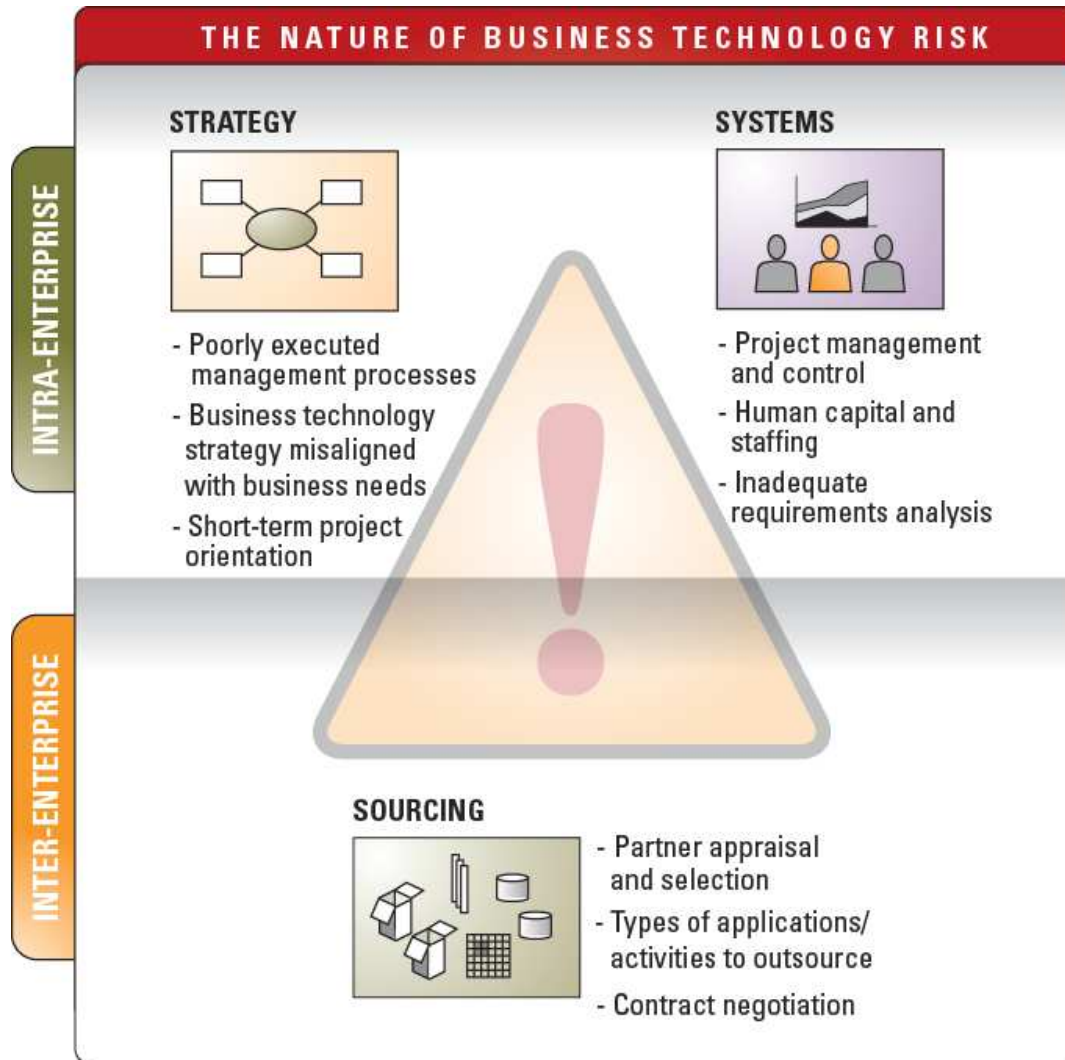 THE NATURE OF BUSINESS TECHNOLOGY RISK
INTRA-ENTERPRISE
STRATEGY
- Poorly executed
management processes
- Business technology
strategy misaligned
with business needs
- Short-term project
orientation
SYSTEMS
- Project management
and control
- Human capital and
staffing
- Inadequate
requirements analysis
INTER-ENTERPRISE
SOURCING
- Partner appraisal
and selection
- Types of applications/
activities to outsource
- Contract negotiation